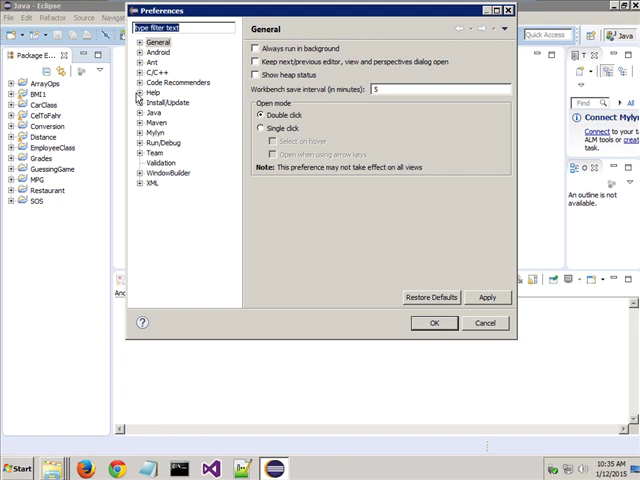 Java - Eclipse
File Edit Refactor Source
Quick Access
Java
Package E...
ArrayOps
BMI1
CarClass
CelToFahr
Conversion
Distance
EmployeeClass
Grades
GuessingGame
MPG
Restaurant
SOS
Preferences
type filter text
General
Android
Ant
C/C++
Code Recommenders
Help
Install/Update
Java
Maven
Mylyn
Run/Debug
Team
Validation
WindowBuilder
XML
General
Always run in background
Keep next/previous editor, view and perspectives dialog open
Show heap status
Workbench save interval (in minutes): 5
Open mode
Double click
Single click
Select on hover
Open when using arrow keys
Note: This preference may not take effect on all views
Restore Defaults
Apply
?
OK
Cancel
T
Find
All
Connect Mylyn
Connect to your ta
ALM tools or creat
task.
O
An outline is not
available.
Start
10:35 AM
1/12/2015